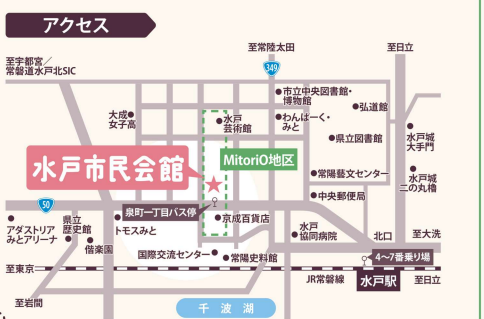 アクセス
至宇都宮／
常磐道水戸北SIC
至常陸太田
至日立
349
市立中央図書館・
博物館
弘道館
大成
女子高
水戸
芸術館
わんぱーく・
みと
県立図書館
水戸城
大手門
水戸市民会館
MitoriO地区
常陽藝文センター
水戸城
二の丸櫓
中央郵便局
50
泉町一丁目バス停
アダストリア
みとアリーナ
県立
歴史館
偕楽園
トモスみと
京成百貨店
水戸
協同病院
北口
至大洗
国際交流センター
常陽史料館
4〜7番乗り場
至東京
JR常磐線
水戸駅
至日立
至岩間
千波湖